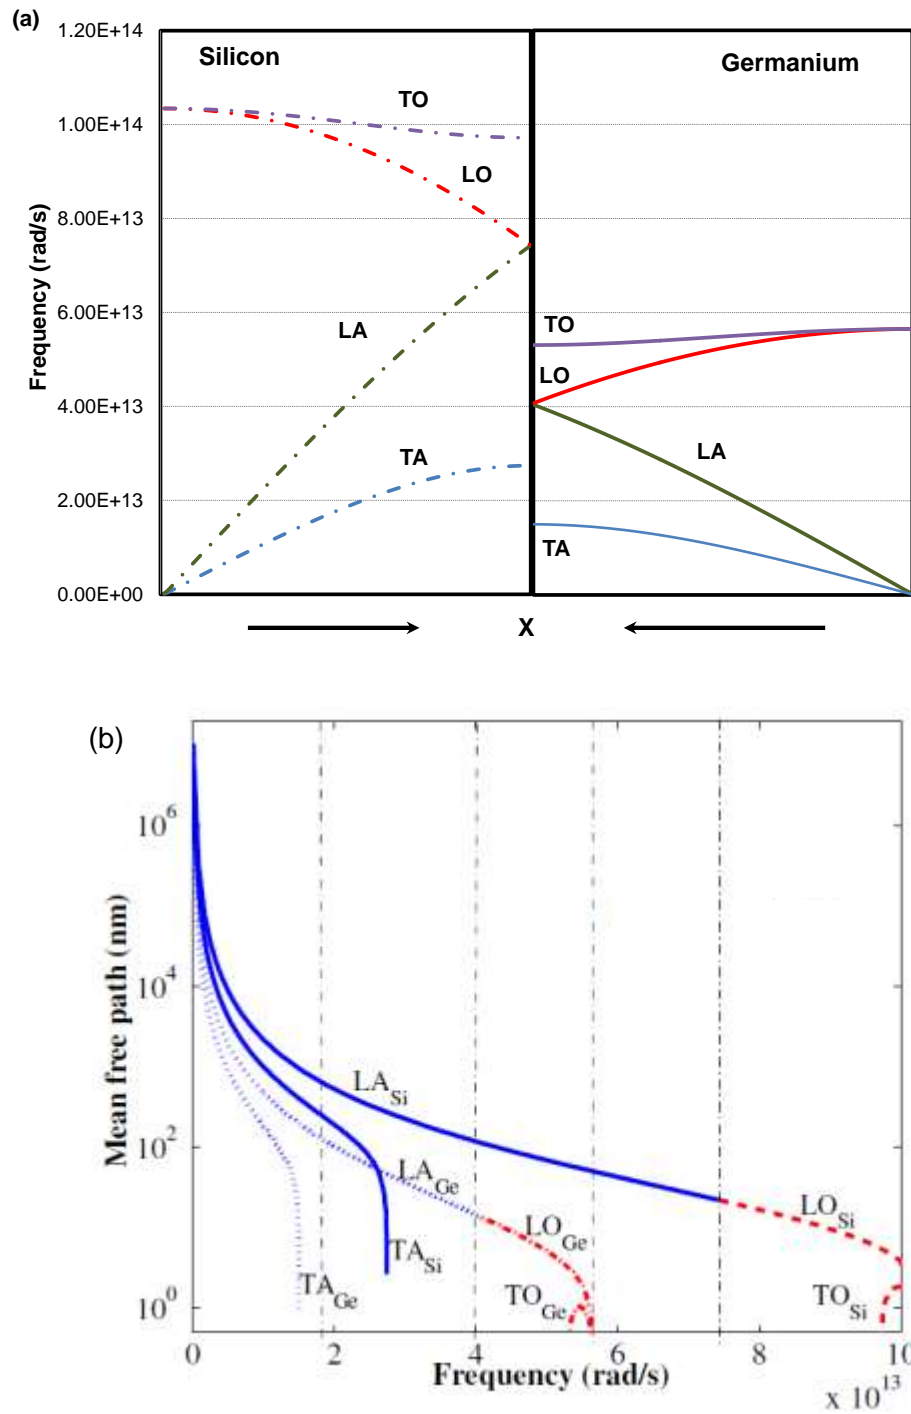 (a)
1.20E+14
Silicon
Germanium
TO
1.00E+14
LO
8.00E+13
Frequency (rad/s)
6.00E+13
LA
TO
LO
4.00E+13
TA
LA
2.00E+13
TA
0.00E+00
X
(b)
10^6
Mean free path (nm)
10^4
LA_Si
10^2
LA_Ge
LO_Si
LO_Ge
TA_Si
TA_Ge
TO_Ge
TO_Si
10^0
0 2 4 6 8 10
Frequency (rad/s)
x 10^13